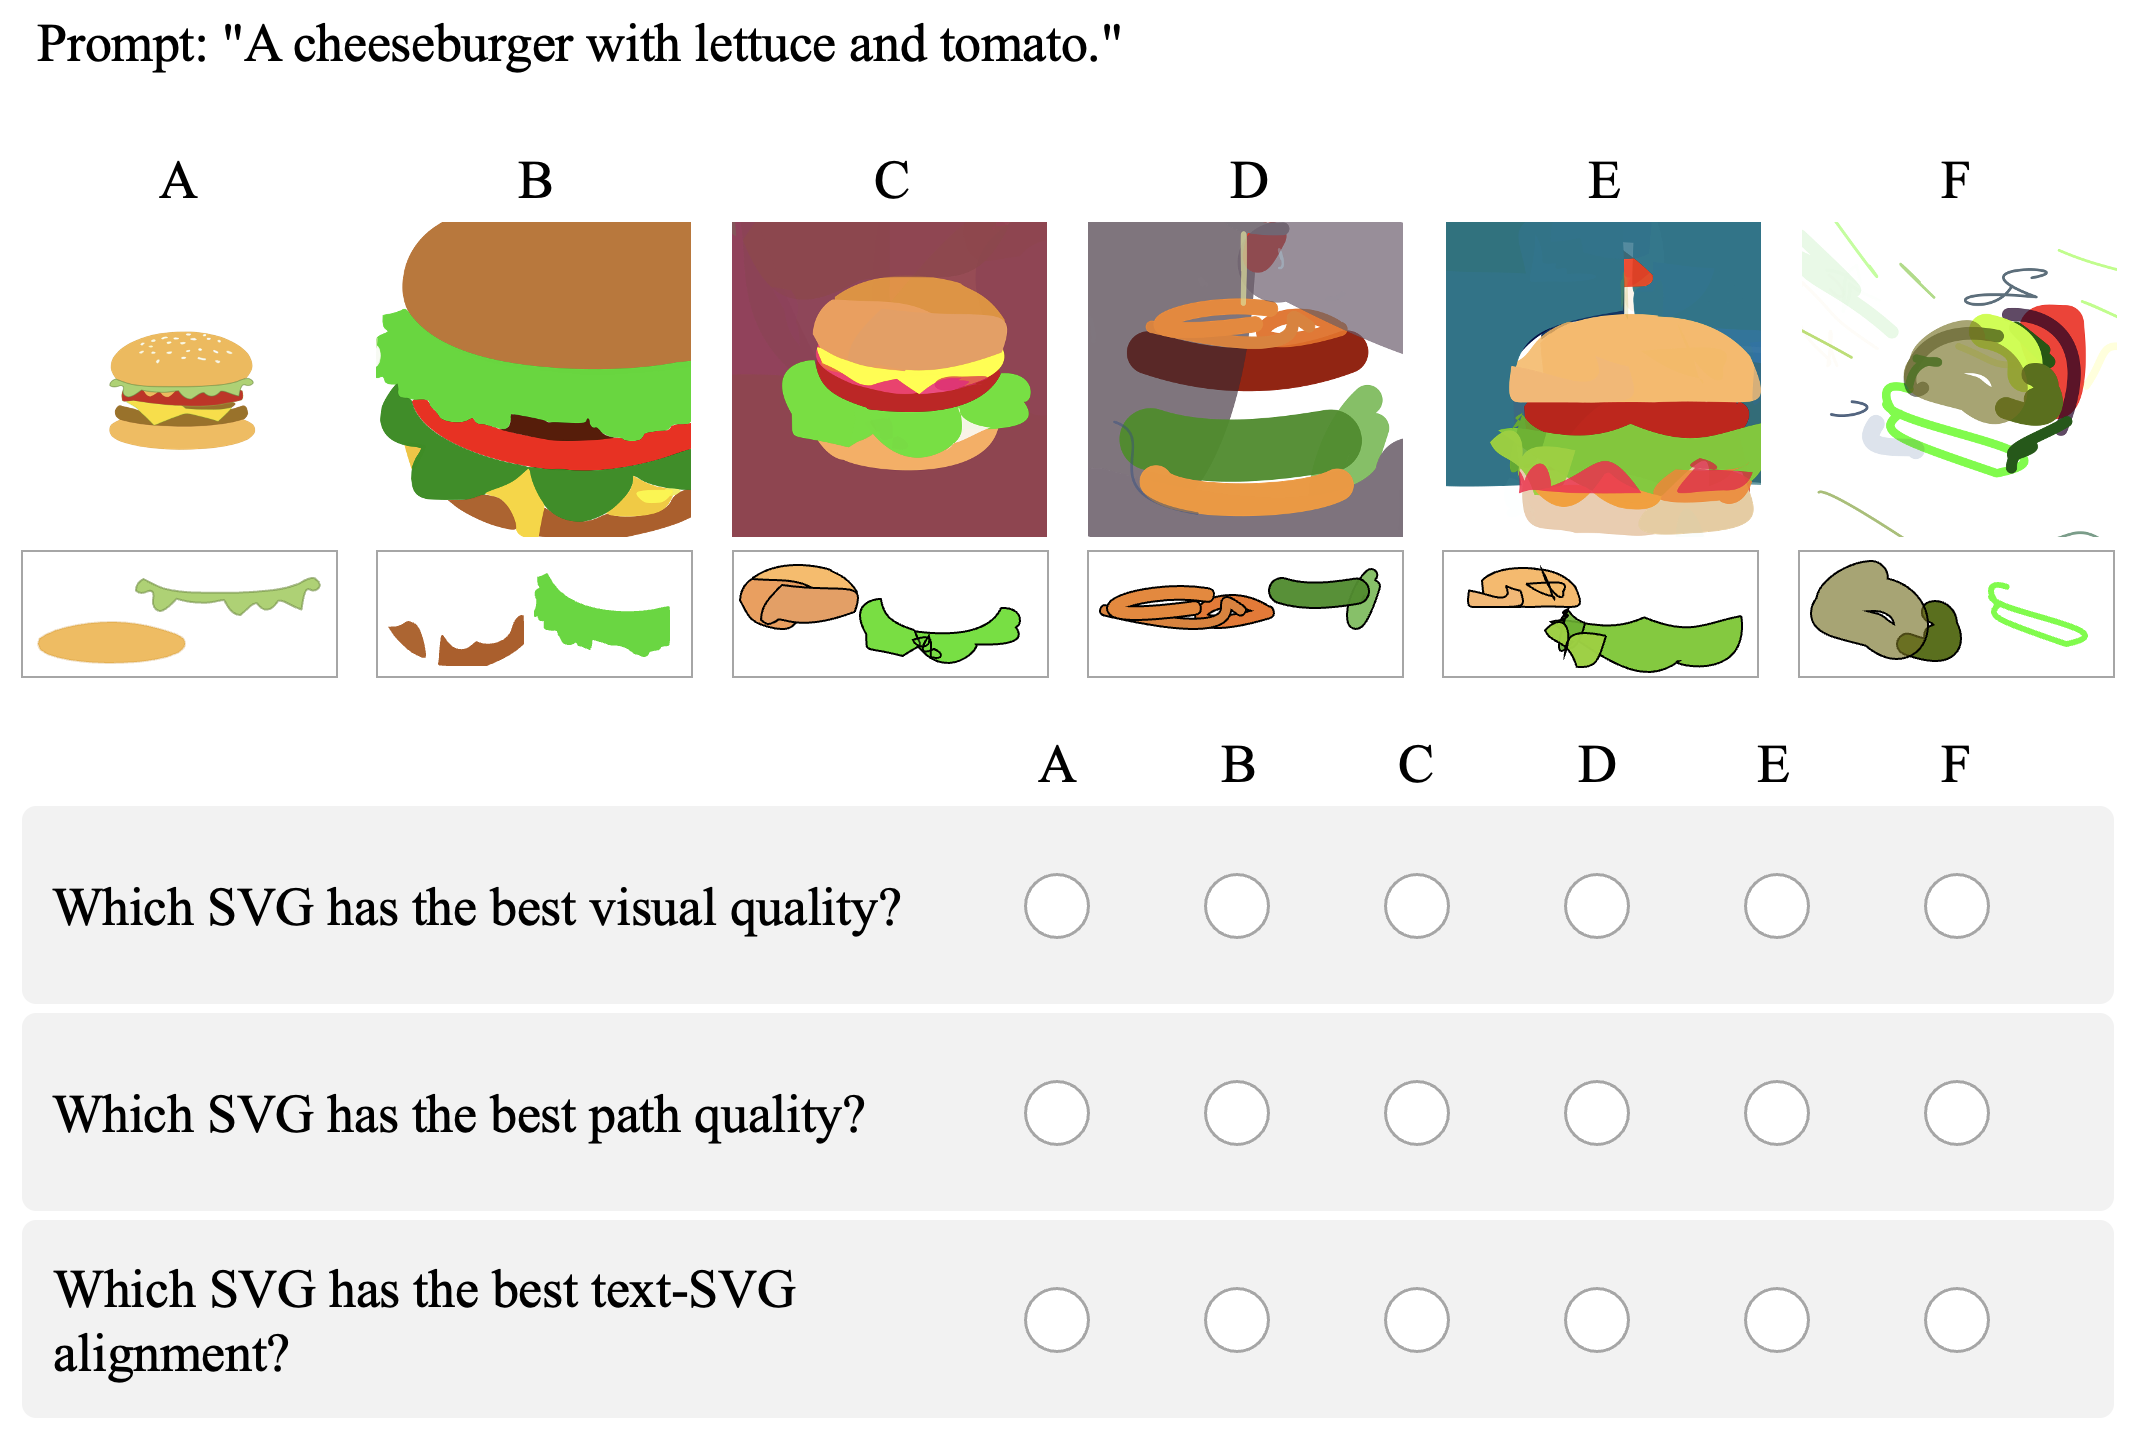 Prompt: "A cheeseburger with lettuce and tomato."
A B C D E F
A B C D E F
Which SVG has the best visual quality?
Which SVG has the best path quality?
Which SVG has the best text-SVG
alignment?